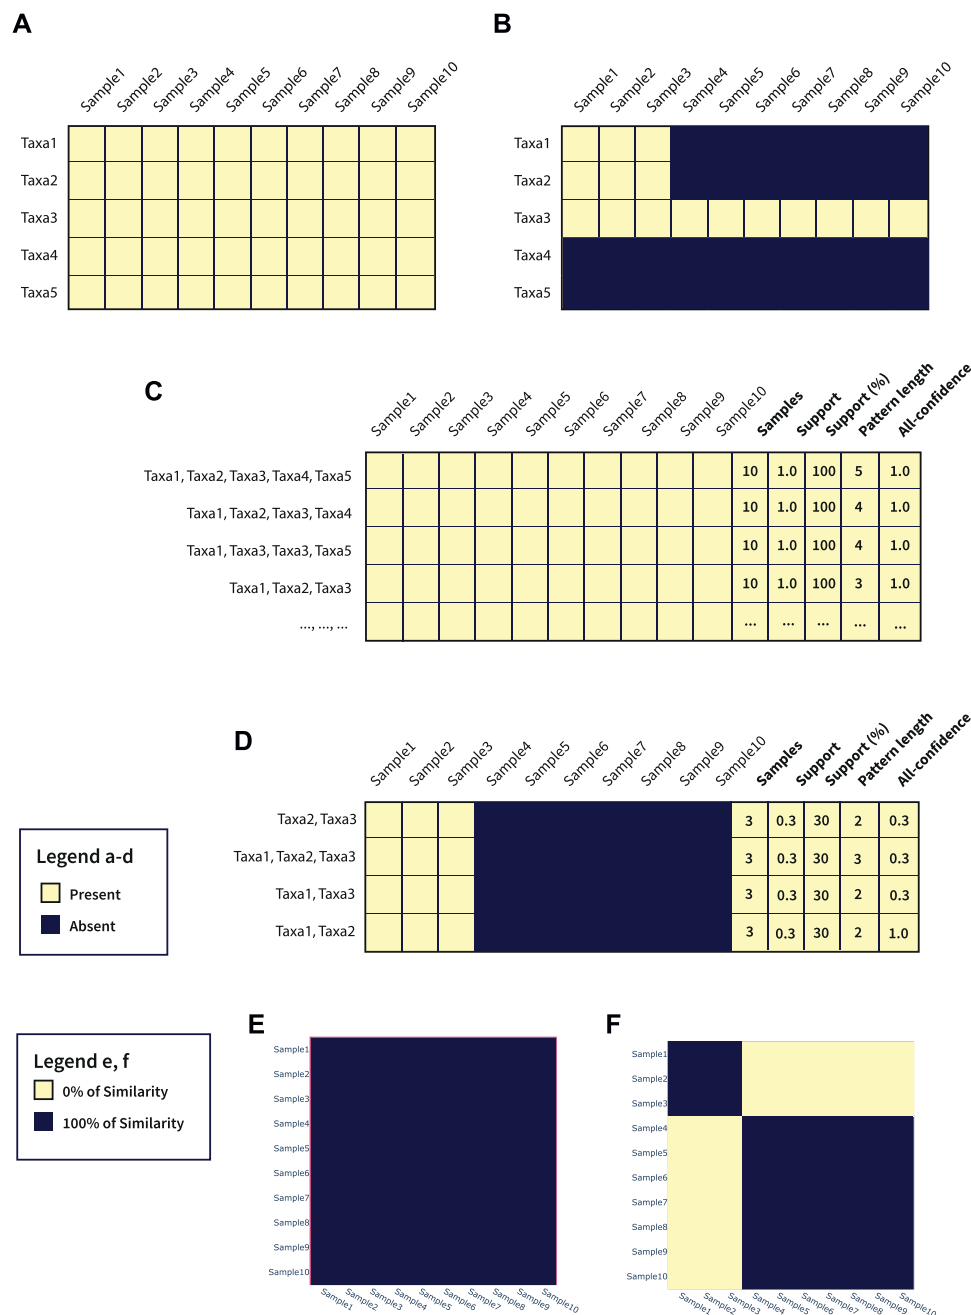 A
Sample1 Sample2 Sample3 Sample4 Sample5 Sample6 Sample7 Sample8 Sample9 Sample10
Taxa1
Taxa2
Taxa3
Taxa4
Taxa5
B
Sample1 Sample2 Sample3 Sample4 Sample5 Sample6 Sample7 Sample8 Sample9 Sample10
Taxa1
Taxa2
Taxa3
Taxa4
Taxa5
C
Sample1 Sample2 Sample3 Sample4 Sample5 Sample6 Sample7 Sample8 Sample9 Sample10 Samples Support Support (%) Pattern length All-confidence
Taxa1, Taxa2, Taxa3, Taxa4, Taxa5 10 1.0 100 5 1.0
Taxa1, Taxa2, Taxa3, Taxa4 10 1.0 100 4 1.0
Taxa1, Taxa3, Taxa3, Taxa5 10 1.0 100 4 1.0
Taxa1, Taxa2, Taxa3 10 1.0 100 3 1.0
..., ..., ... ... ... ... ... ...
D
Sample1 Sample2 Sample3 Sample4 Sample5 Sample6 Sample7 Sample8 Sample9 Sample10 Samples Support Support (%) Pattern length All-confidence
Taxa2, Taxa3 3 0.3 30 2 0.3
Taxa1, Taxa2, Taxa3 3 0.3 30 3 0.3
Taxa1, Taxa3 3 0.3 30 2 0.3
Taxa1, Taxa2 3 0.3 30 2 1.0
Legend a-d
Present
Absent
Legend e, f
0% of Similarity
100% of Similarity
E
Sample1
Sample2
Sample3
Sample4
Sample5
Sample6
Sample7
Sample8
Sample9
Sample10
Sample1 Sample2 Sample3 Sample4 Sample5 Sample6 Sample7 Sample8 Sample9 Sample10
F
Sample1
Sample2
Sample3
Sample4
Sample5
Sample6
Sample7
Sample8
Sample9
Sample10
Sample1 Sample2 Sample3 Sample4 Sample5 Sample6 Sample7 Sample8 Sample9 Sample10